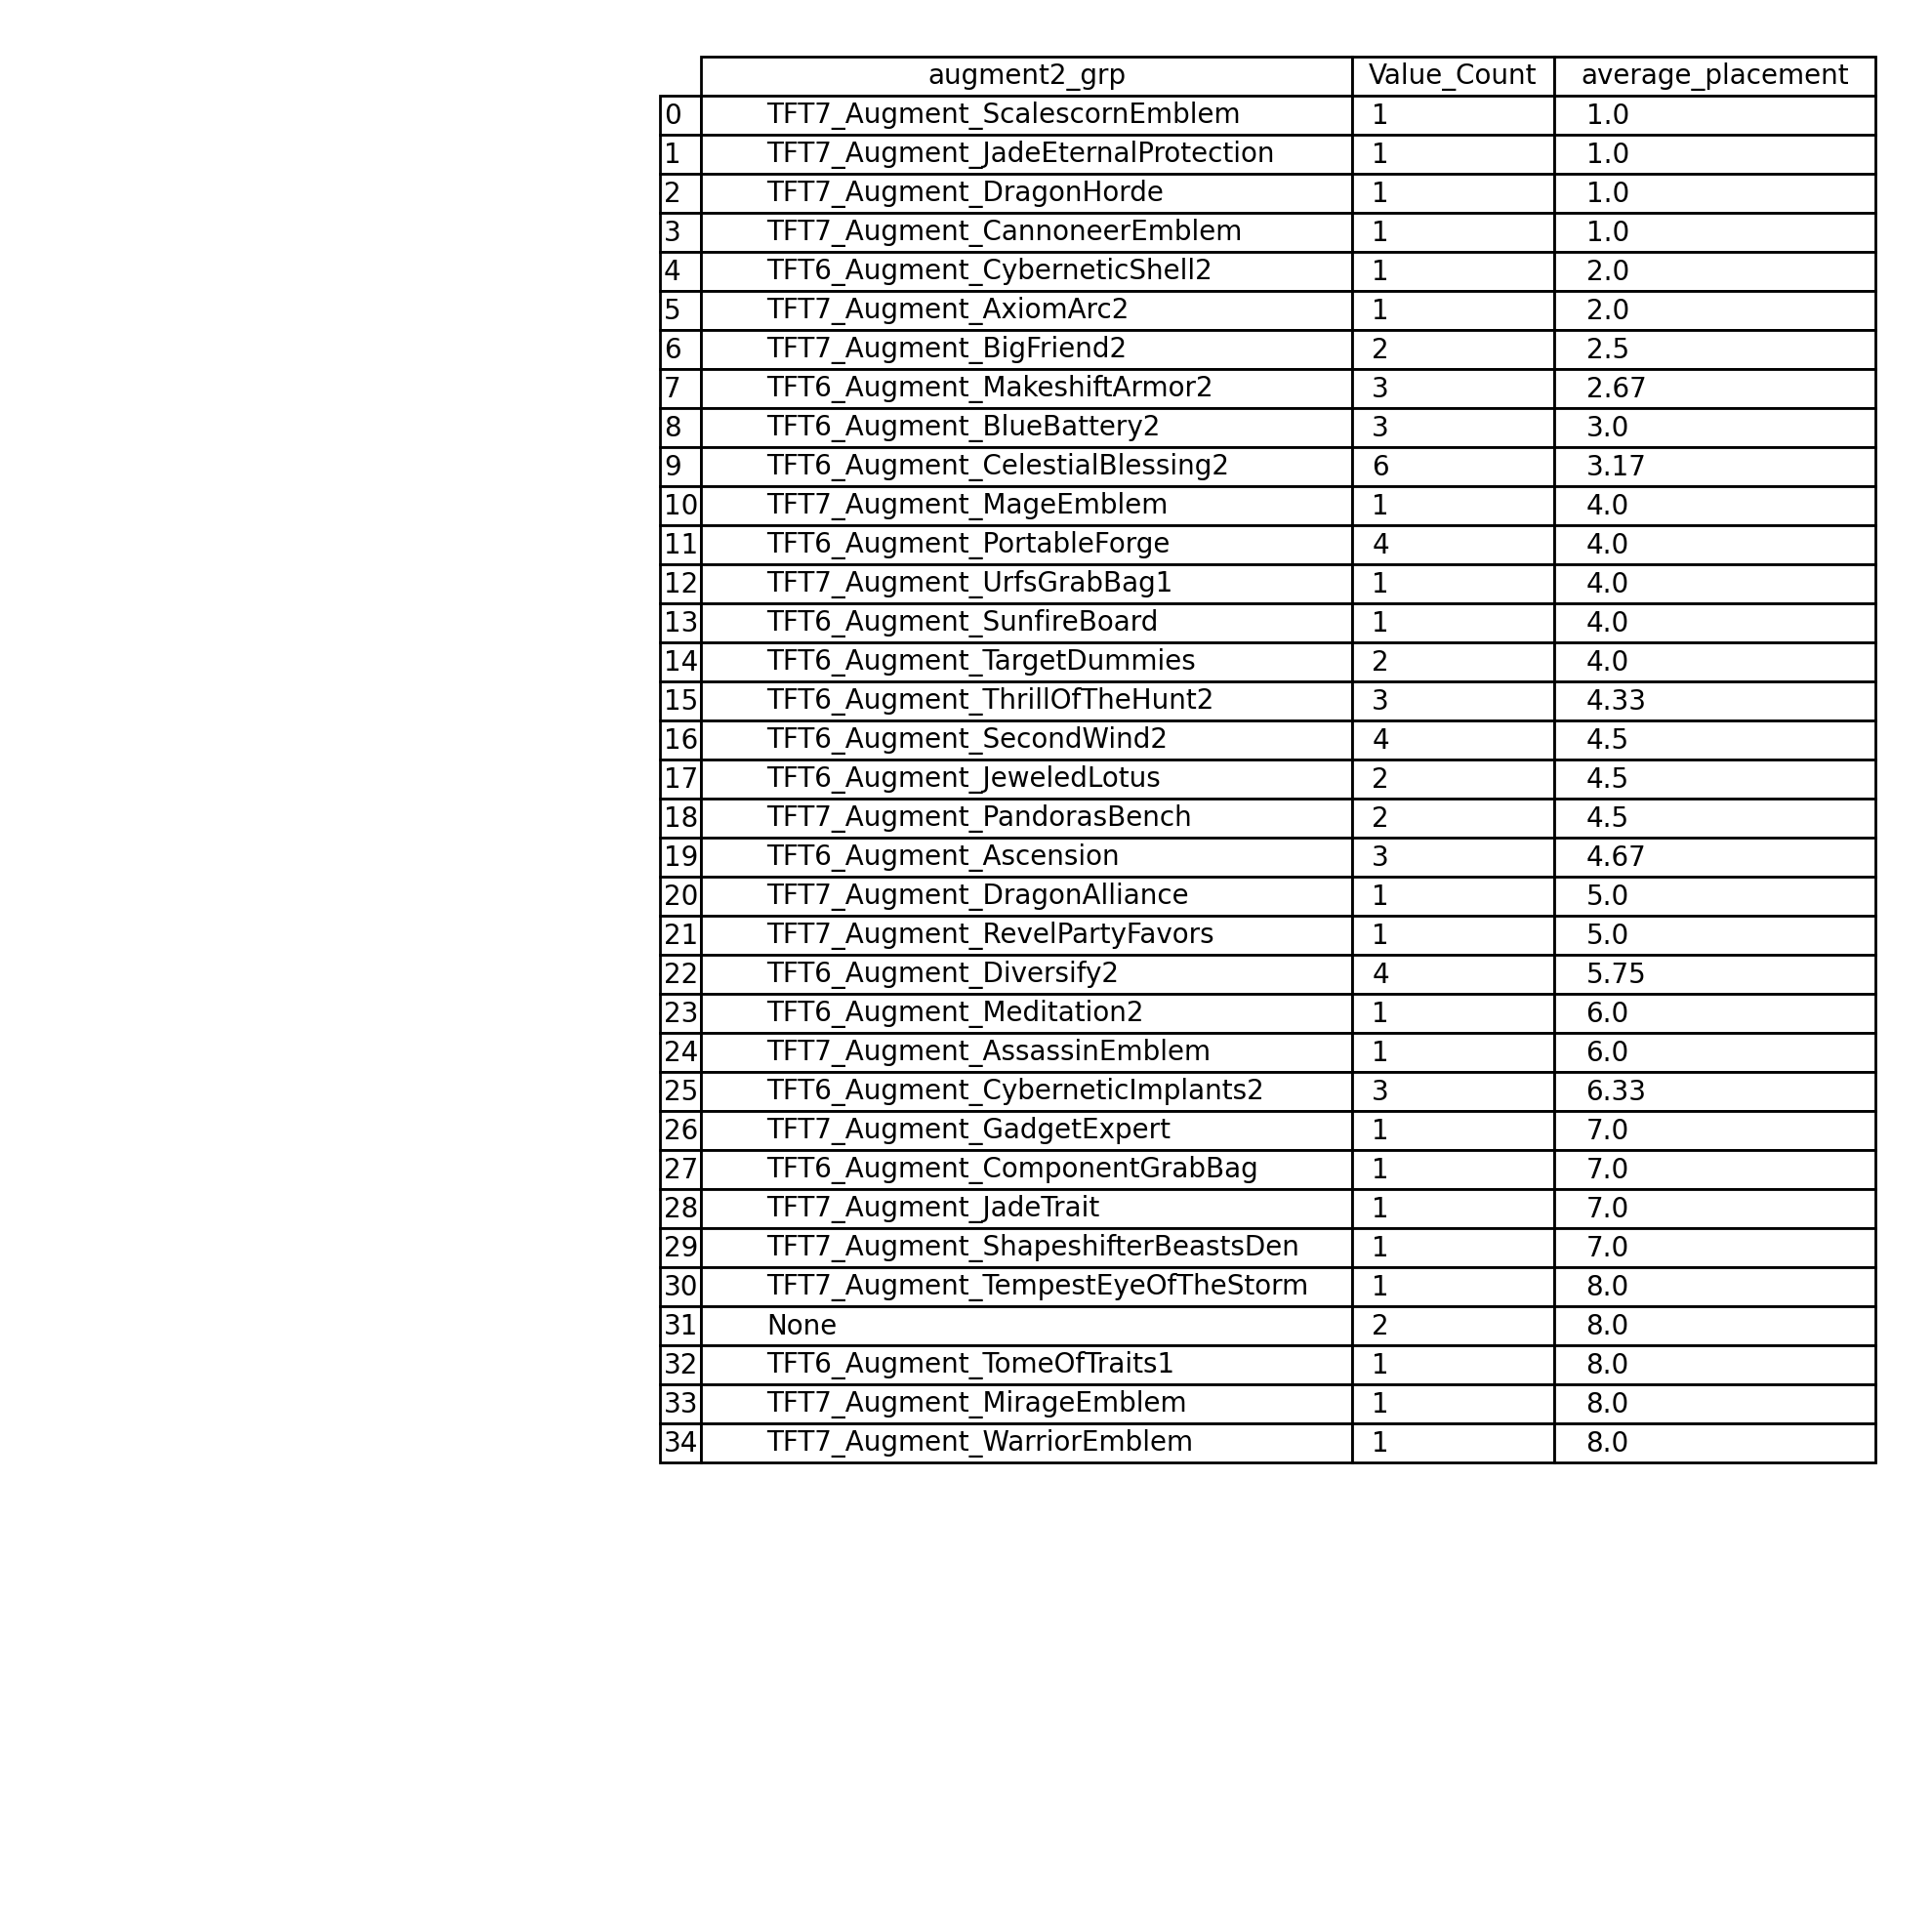 augment2_grp Value_Count average_placement
0 TFT7_Augment_ScalescornEmblem 1 1.0
1 TFT7_Augment_JadeEternalProtection 1 1.0
2 TFT7_Augment_DragonHorde 1 1.0
3 TFT7_Augment_CannoneerEmblem 1 1.0
4 TFT6_Augment_CyberneticShell2 1 2.0
5 TFT7_Augment_AxiomArc2 1 2.0
6 TFT7_Augment_BigFriend2 2 2.5
7 TFT6_Augment_MakeshiftArmor2 3 2.67
8 TFT6_Augment_BlueBattery2 3 3.0
9 TFT6_Augment_CelestialBlessing2 6 3.17
10 TFT7_Augment_MageEmblem 1 4.0
11 TFT6_Augment_PortableForge 4 4.0
12 TFT7_Augment_UrfsGrabBag1 1 4.0
13 TFT6_Augment_SunfireBoard 1 4.0
14 TFT6_Augment_TargetDummies 2 4.0
15 TFT6_Augment_ThrillOfTheHunt2 3 4.33
16 TFT6_Augment_SecondWind2 4 4.5
17 TFT6_Augment_JeweledLotus 2 4.5
18 TFT7_Augment_PandorasBench 2 4.5
19 TFT6_Augment_Ascension 3 4.67
20 TFT7_Augment_DragonAlliance 1 5.0
21 TFT7_Augment_RevelPartyFavors 1 5.0
22 TFT6_Augment_Diversify2 4 5.75
23 TFT6_Augment_Meditation2 1 6.0
24 TFT7_Augment_AssassinEmblem 1 6.0
25 TFT6_Augment_CyberneticImplants2 3 6.33
26 TFT7_Augment_GadgetExpert 1 7.0
27 TFT6_Augment_ComponentGrabBag 1 7.0
28 TFT7_Augment_JadeTrait 1 7.0
29 TFT7_Augment_ShapeshifterBeastsDen 1 7.0
30 TFT7_Augment_TempestEyeOfTheStorm 1 8.0
31 None 2 8.0
32 TFT6_Augment_TomeOfTraits1 1 8.0
33 TFT7_Augment_MirageEmblem 1 8.0
34 TFT7_Augment_WarriorEmblem 1 8.0